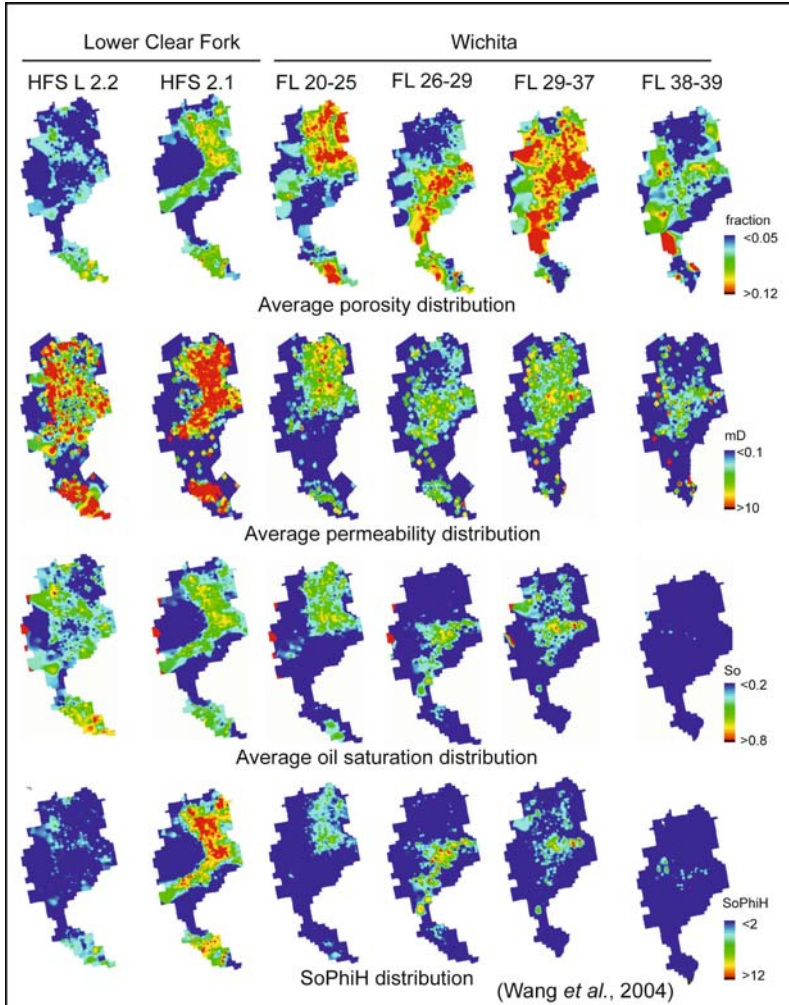 Lower Clear Fork Wichita
HFS L 2.2 HFS 2.1 FL 20-25 FL 26-29 FL 29-37 FL 38-39
fraction
<0.05
>0.12
Average porosity distribution
mD
<0.1
>10
Average permeability distribution
So
<0.2
>0.8
Average oil saturation distribution
SoPhiH
<2
>12
SoPhiH distribution
(Wang et al., 2004)